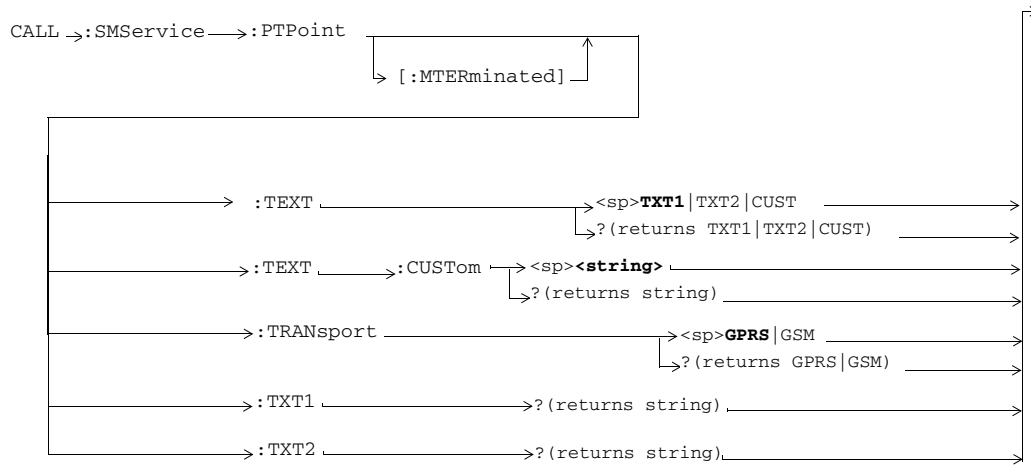 CALL :SMService :PTPoint
[:MTERminated]
:TEXT <sp>TXT1|TXT2|CUST
?(returns TXT1|TXT2|CUST)
:TEXT :CUSTom <sp><string>
?(returns string)
:TRANsport <sp>GPRS|GSM
?(returns GPRS|GSM)
:TXT1 ?(returns string)
:TXT2 ?(returns string)